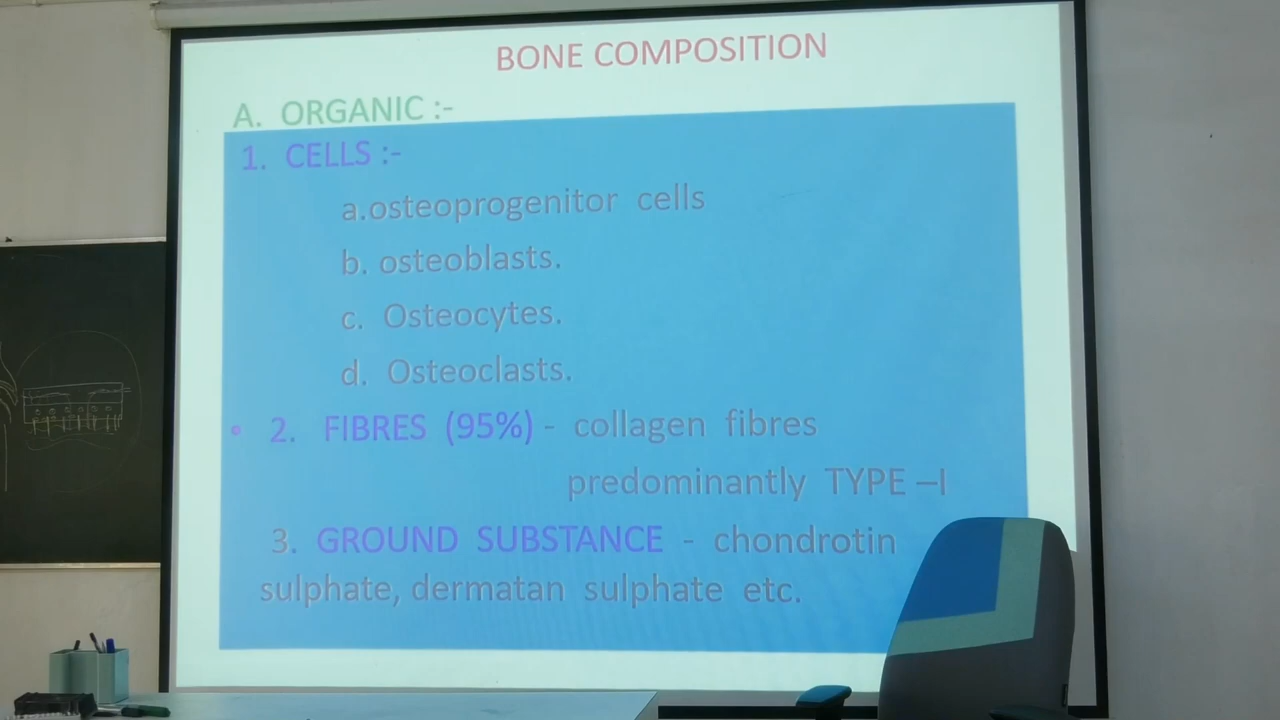 BONE COMPOSITION
A. ORGANIC :-
1. CELLS :-
a.osteoprogenitor cells
b. osteoblasts.
c. Osteocytes.
d. Osteoclasts.
• 2. FIBRES (95%) - collagen fibres
predominantly TYPE –I
3. GROUND SUBSTANCE - chondrotin
sulphate, dermatan sulphate etc.